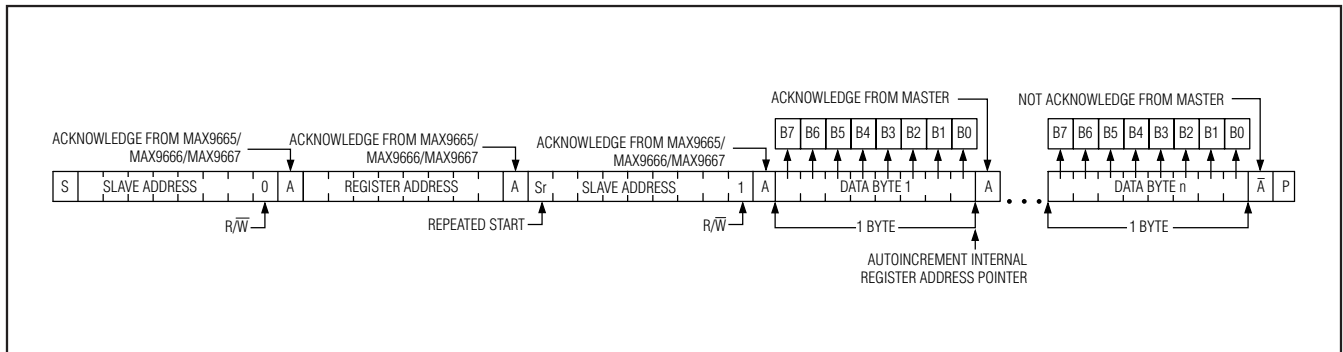 ACKNOWLEDGE FROM MASTER
NOT ACKNOWLEDGE FROM MASTER
ACKNOWLEDGE FROM MAX9665/
MAX9666/MAX9667
ACKNOWLEDGE FROM MAX9665/
MAX9666/MAX9667
ACKNOWLEDGE FROM MAX9665/
MAX9666/MAX9667
B7 B6 B5 B4 B3 B2 B1 B0
B7 B6 B5 B4 B3 B2 B1 B0
S SLAVE ADDRESS 0 A REGISTER ADDRESS A Sr SLAVE ADDRESS 1 A DATA BYTE 1 A • • • DATA BYTE n A̅ P
R/W̅
REPEATED START
R/W̅
1 BYTE
1 BYTE
AUTOINCREMENT INTERNAL
REGISTER ADDRESS POINTER